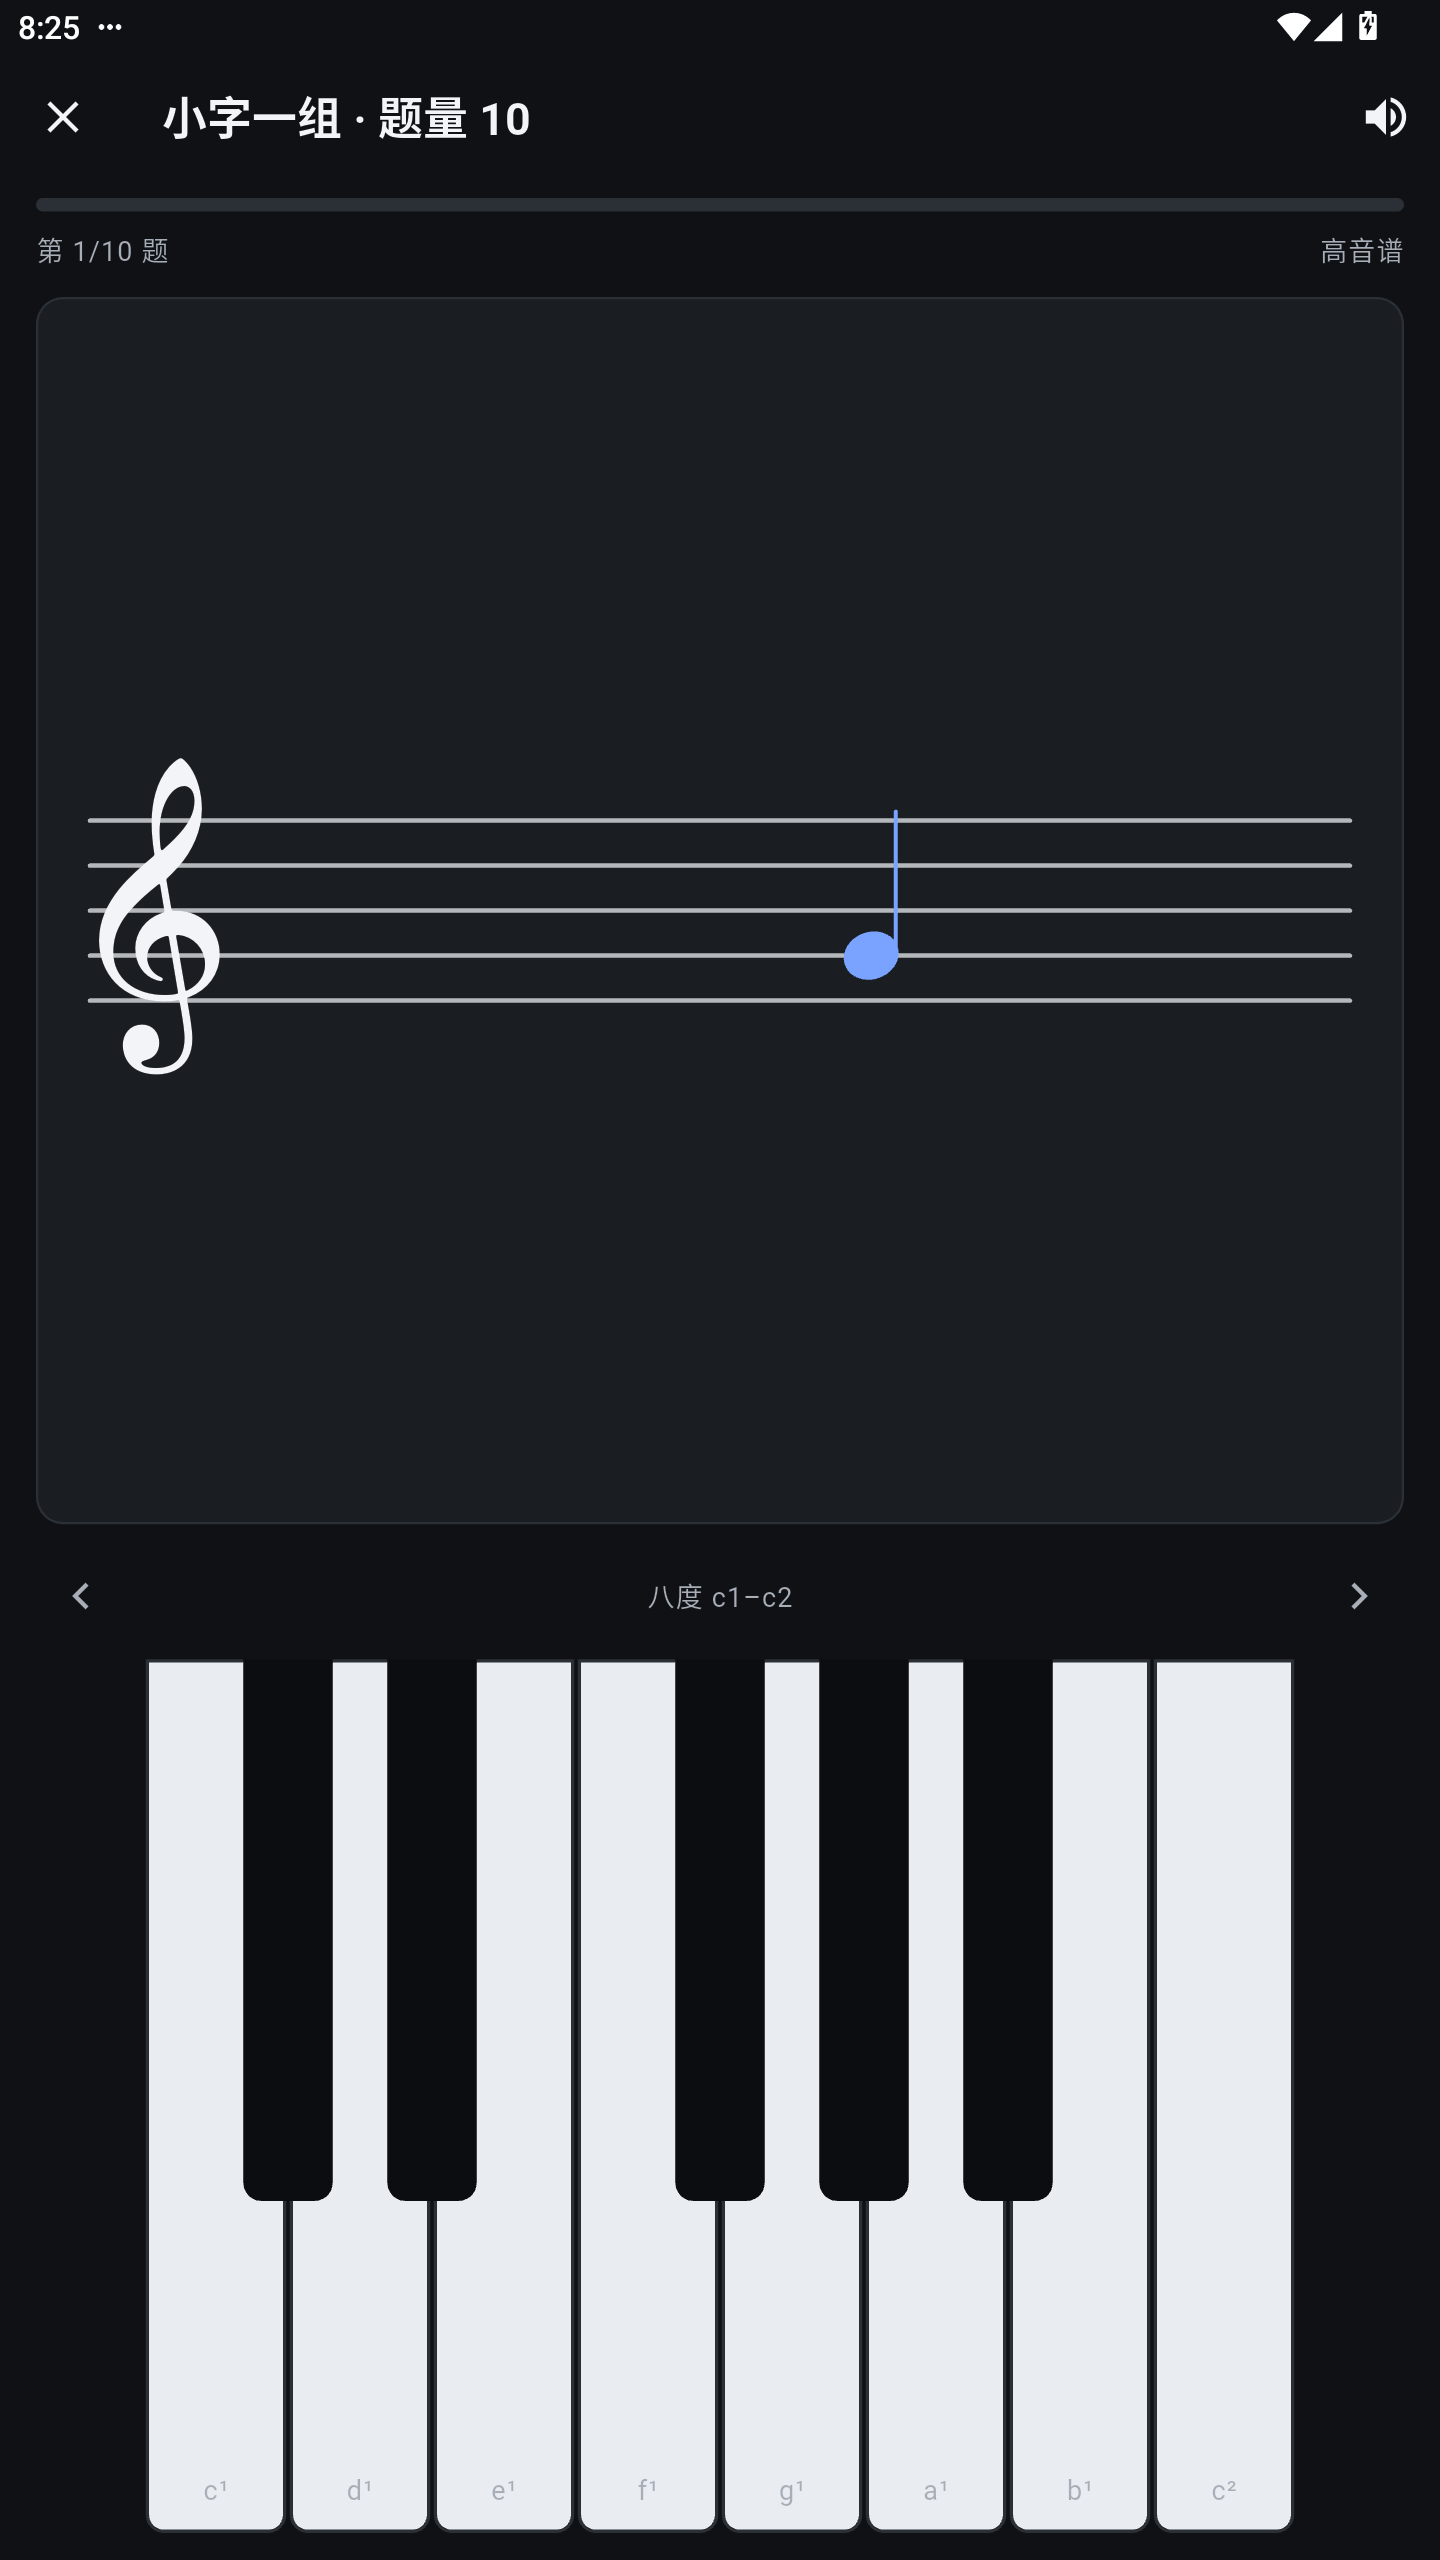 8:25 ···
小字一组 · 题量 10
第 1/10 题
高音谱
八度 c1–c2
c¹ d¹ e¹ f¹ g¹ a¹ b¹ c²